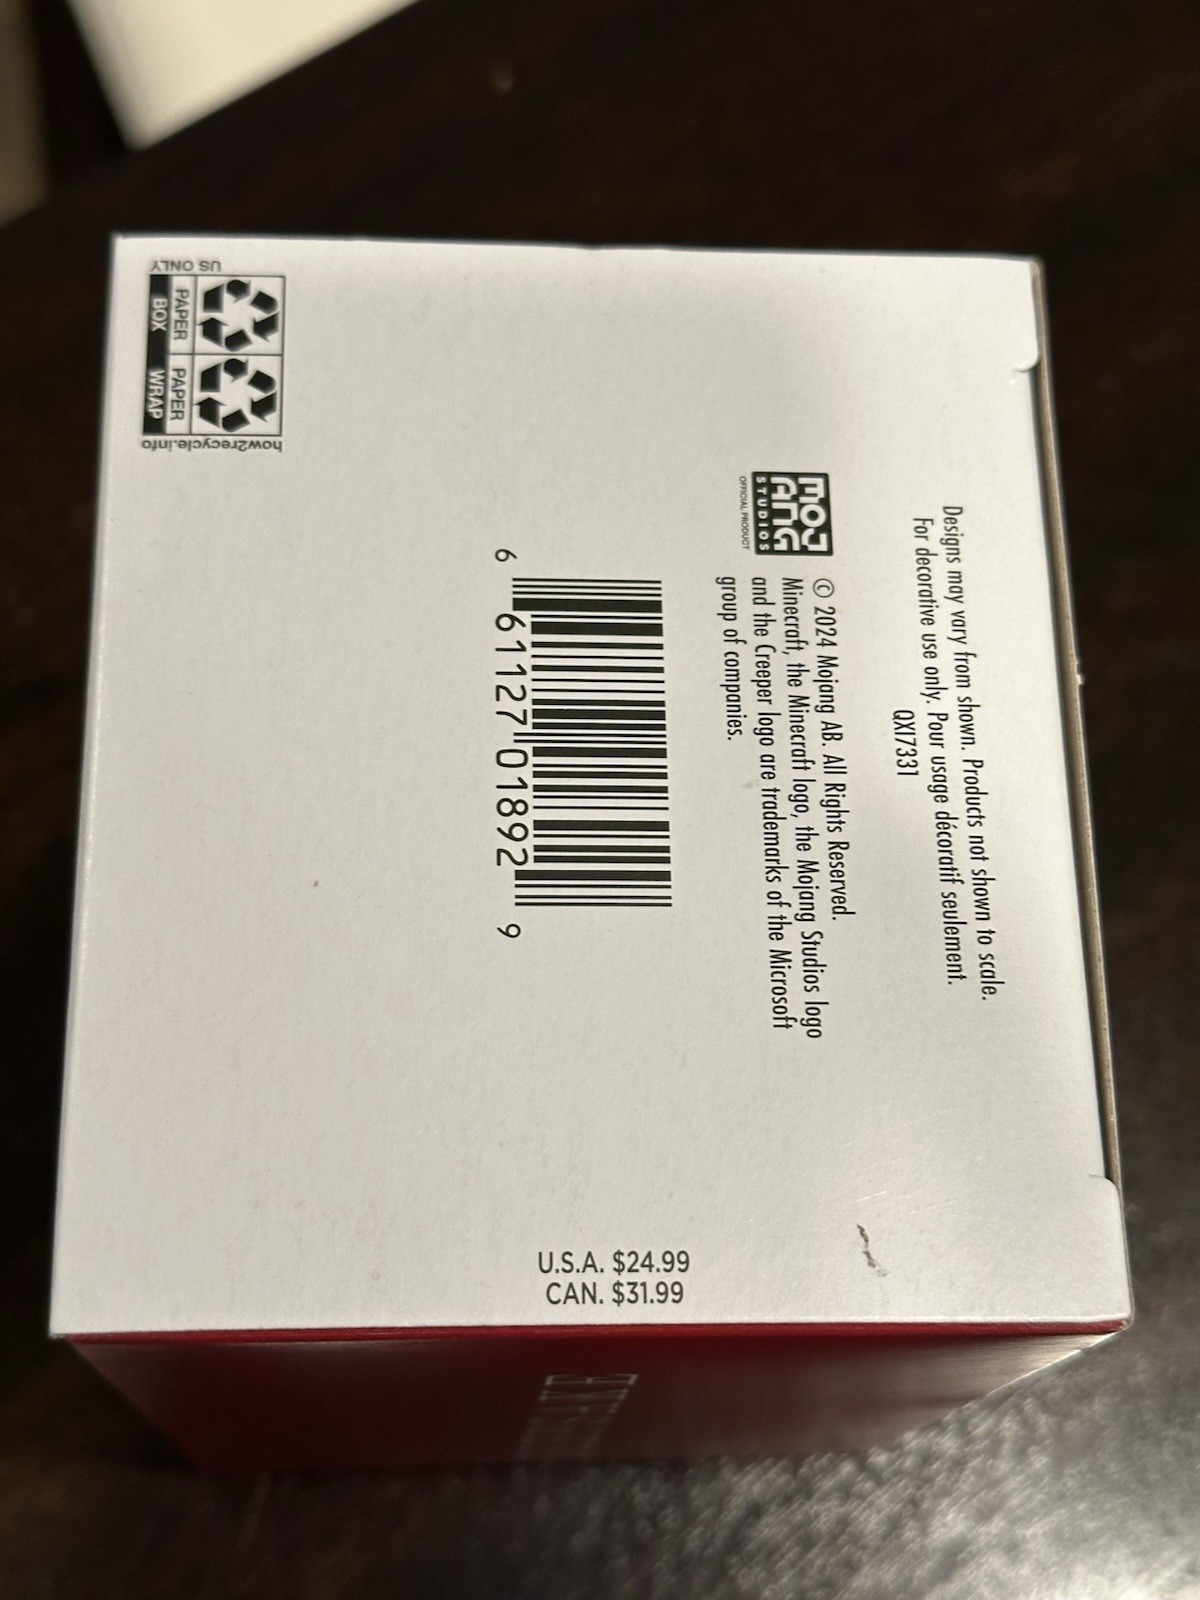 Designs may vary from shown. Products not shown to scale.
For decorative use only. Pour usage décoratif seulement.
QXI7331
MOJ
ANG
STUDIOS
OFFICIAL PRODUCT
© 2024 Mojang AB. All Rights Reserved.
Minecraft, the Minecraft logo, the Mojang Studios logo
and the Creeper logo are trademarks of the Microsoft
group of companies.
6 61127 01892 9
U.S.A. $24.99
CAN. $31.99
how2recycle.info
PAPER
WRAP
PAPER
BOX
US ONLY